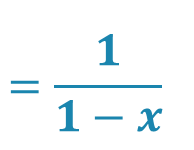 = 1 / (1 − x)